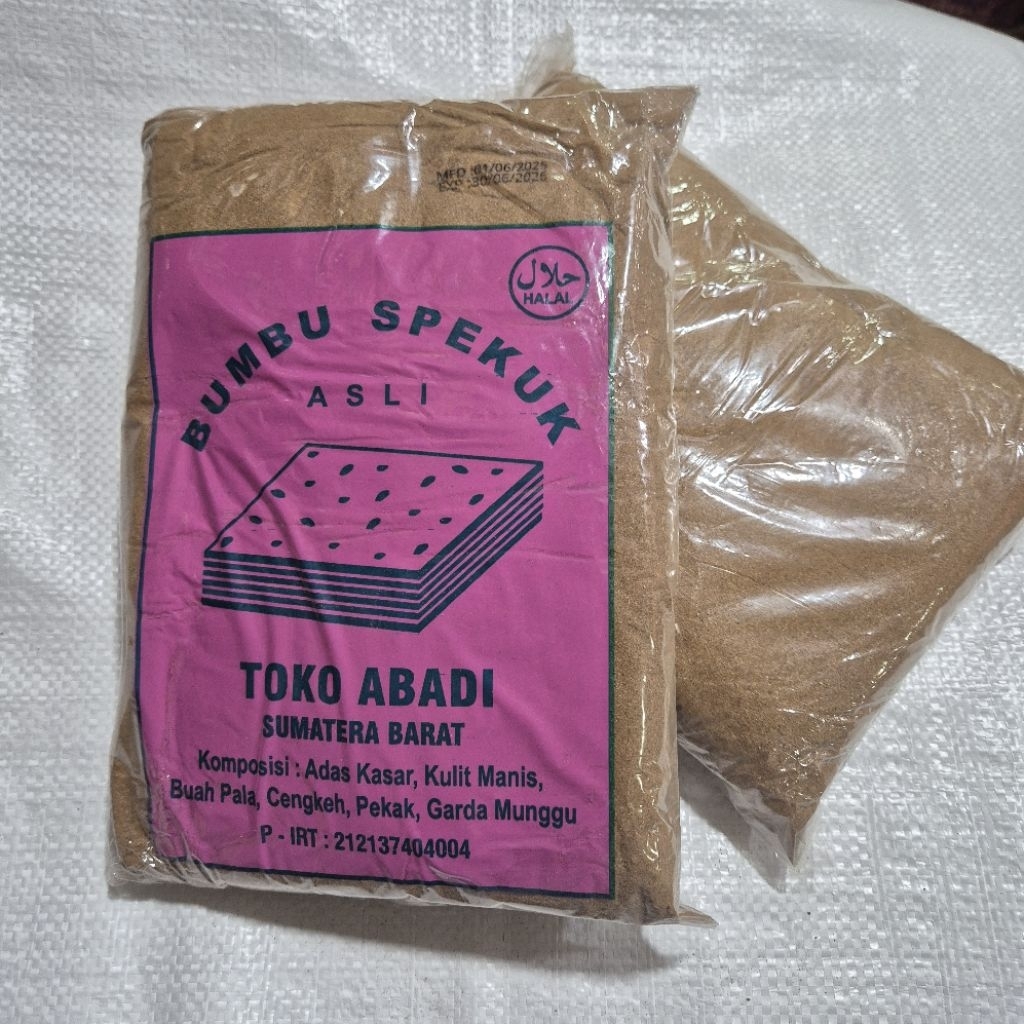 MFD :01/06/2025
EXP :30/06/2026
حلال
HALAL
BUMBU SPEKUK
ASLI
TOKO ABADI
SUMATERA BARAT
Komposisi : Adas Kasar, Kulit Manis,
Buah Pala, Cengkeh, Pekak, Garda Munggu
P - IRT : 212137404004